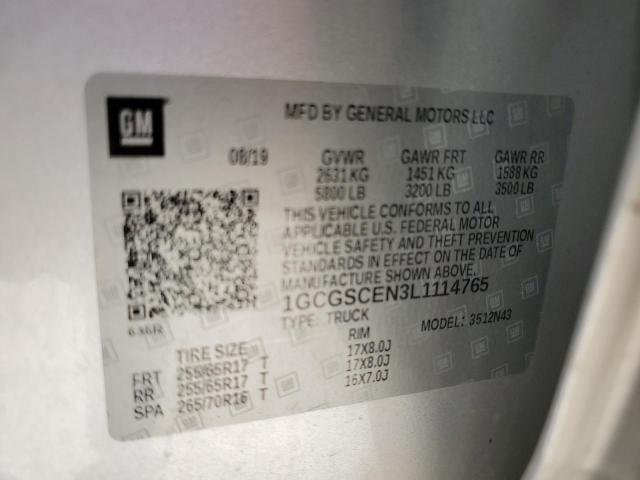 GM
MFD BY GENERAL MOTORS LLC
08/19 GVWR GAWR FRT GAWR RR
2631 KG 1451 KG 1588 KG
5800 LB 3200 LB 3500 LB
THIS VEHICLE CONFORMS TO ALL
APPLICABLE U.S. FEDERAL MOTOR
VEHICLE SAFETY AND THEFT PREVENTION
STANDARDS IN EFFECT ON THE DATE OF
MANUFACTURE SHOWN ABOVE.
1GCGSCEN3L1114765
TYPE: TRUCK MODEL: 3512N43
TIRE SIZE RIM
FRT 255/65R17 T 17X8.0J
RR 255/65R17 T 17X8.0J
SPA 265/70R16 T 16X7.0J